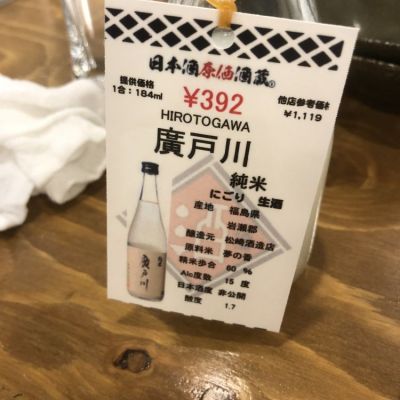 日本酒原価酒蔵®
提供価格
1合：184ml
¥392
他店参考価格
¥1,119
HIROTOGAWA
廣戸川
純米
にごり 生酒
産地 福島県
岩瀬郡
醸造元 松崎酒造店
原料米 夢の香
精米歩合 60 %
Alc度数 15 度
日本酒度 非公開
酸度 1.7
廣戸川